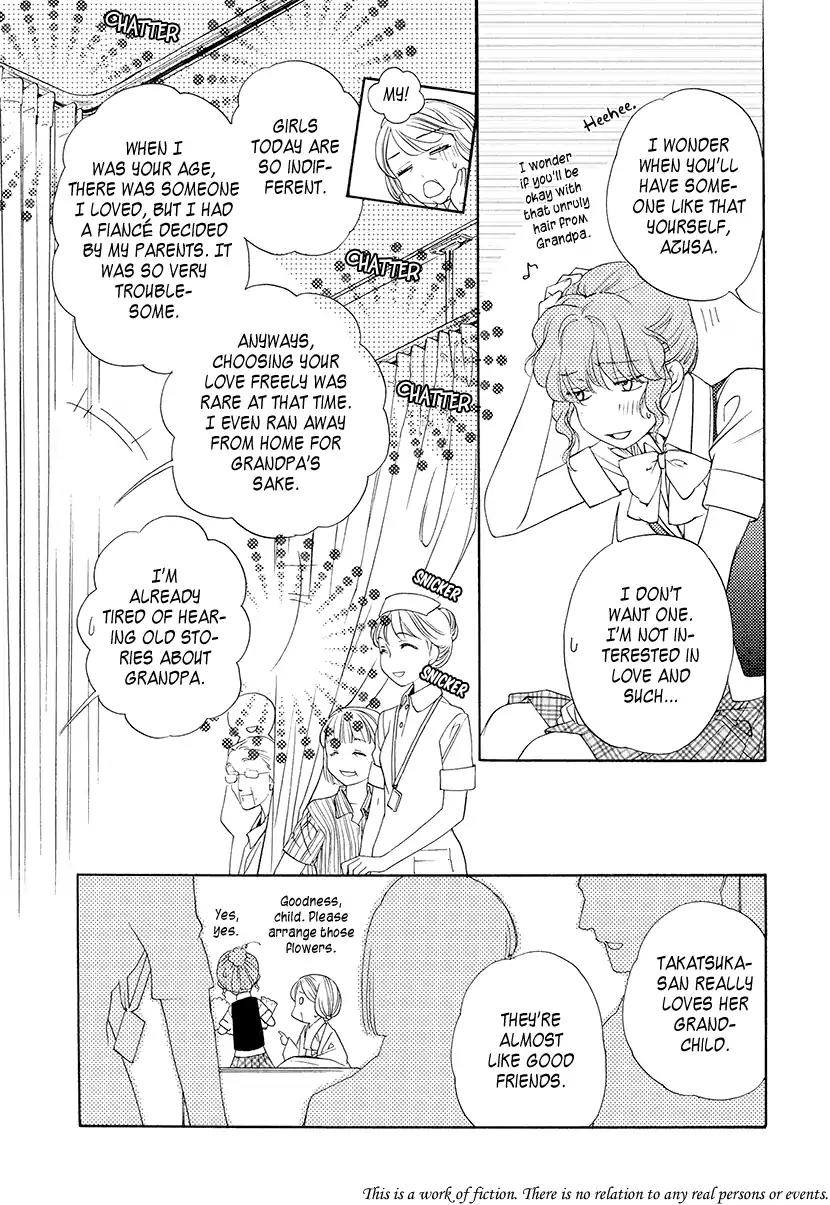 I WONDER
WHEN YOU'LL
HAVE SOME-
ONE LIKE THAT
YOURSELF,
AZUSA.
Heehee.
I wonder
if you'll be
okay with
that unruly
hair from
Grandpa.
I DON'T
WANT ONE.
I'M NOT IN-
TERESTED IN
LOVE AND
SUCH...
MY!
GIRLS
TODAY ARE
SO INDIF-
FERENT.
CHATTER
WHEN I
WAS YOUR AGE,
THERE WAS SOMEONE
I LOVED, BUT I HAD
A FIANCÉ DECIDED
BY MY PARENTS. IT
WAS SO VERY
TROUBLE-
SOME.
CHATTER
ANYWAYS,
CHOOSING YOUR
LOVE FREELY WAS
RARE AT THAT TIME.
I EVEN RAN AWAY
FROM HOME FOR
GRANDPA'S
SAKE.
CHATTER
I'M
ALREADY
TIRED OF HEAR-
ING OLD STO-
RIES ABOUT
GRANDPA.
SNICKER
SNICKER
TAKATSUKA-
SAN REALLY
LOVES HER
GRAND-
CHILD.
THEY'RE
ALMOST
LIKE GOOD
FRIENDS.
Goodness,
child. Please
arrange those
flowers.
Yes,
yes.
This is a work of fiction. There is no relation to any real persons or events.